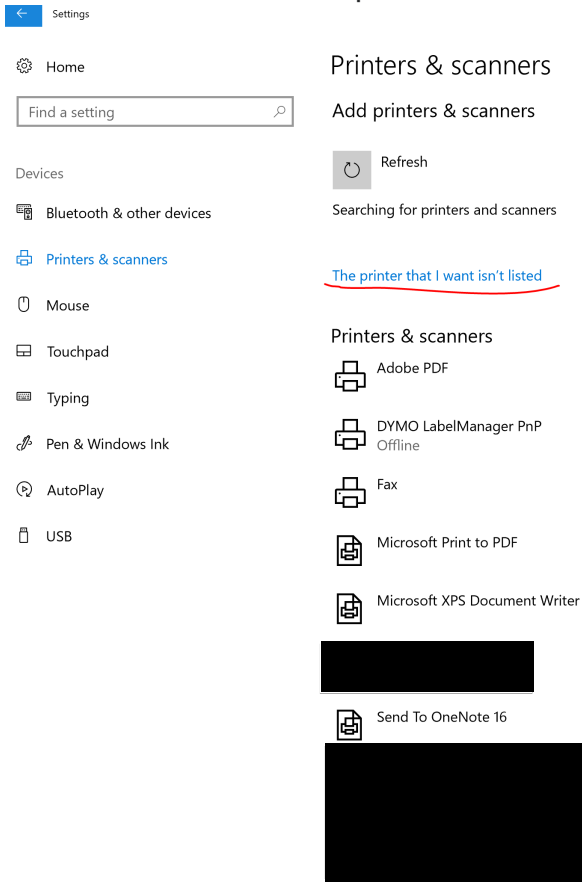 Settings
Home
Find a setting
Devices
Bluetooth & other devices
Printers & scanners
Mouse
Touchpad
Typing
Pen & Windows Ink
AutoPlay
USB
Printers & scanners
Add printers & scanners
Refresh
Searching for printers and scanners
The printer that I want isn't listed
Printers & scanners
Adobe PDF
DYMO LabelManager PnP
Offline
Fax
Microsoft Print to PDF
Microsoft XPS Document Writer
Send To OneNote 16